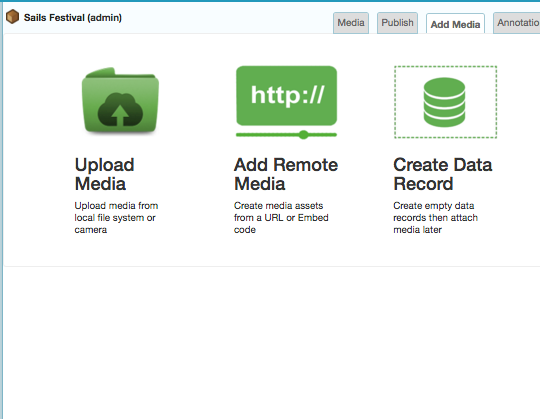 Sails Festival (admin)
Media
Publish
Add Media
Annotatio
http://
Upload
Media
Upload media from
local file system or
camera
Add Remote
Media
Create media assets
from a URL or Embed
code
Create Data
Record
Create empty data
records then attach
media later